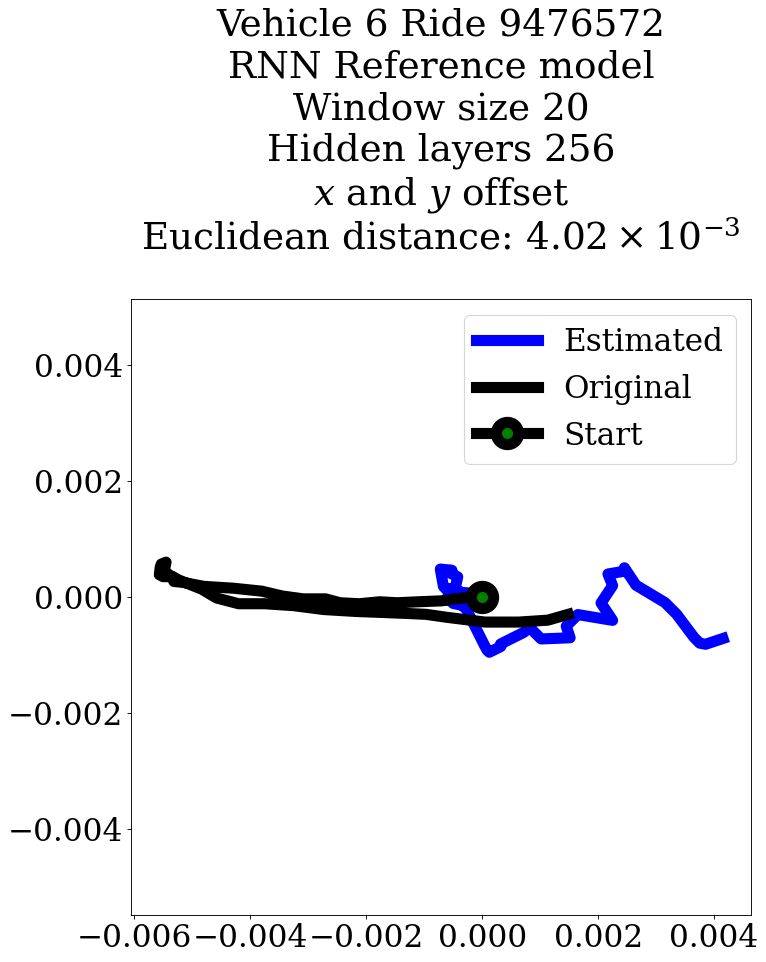 Vehicle 6 Ride 9476572
RNN Reference model
Window size 20
Hidden layers 256
x and y offset
Euclidean distance: 4.02 × 10⁻³
Estimated
Original
Start
0.004
0.002
0.000
−0.002
−0.004
−0.006 −0.004 −0.002 0.000 0.002 0.004